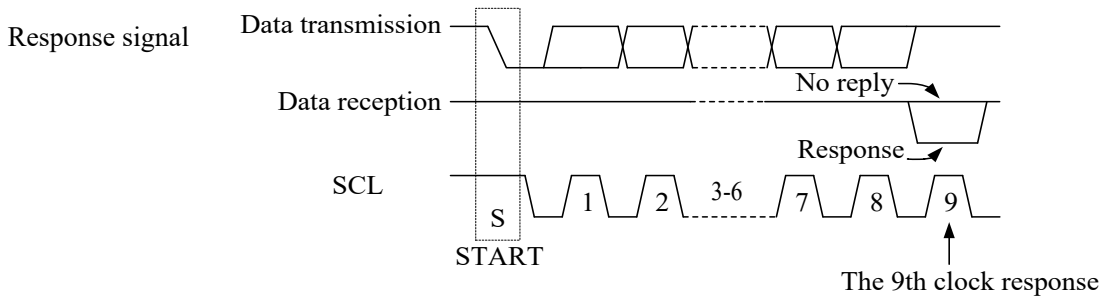 Response signal
Data transmission
No reply
Data reception
Response
SCL
S 1 2 3-6 7 8 9
START
The 9th clock response